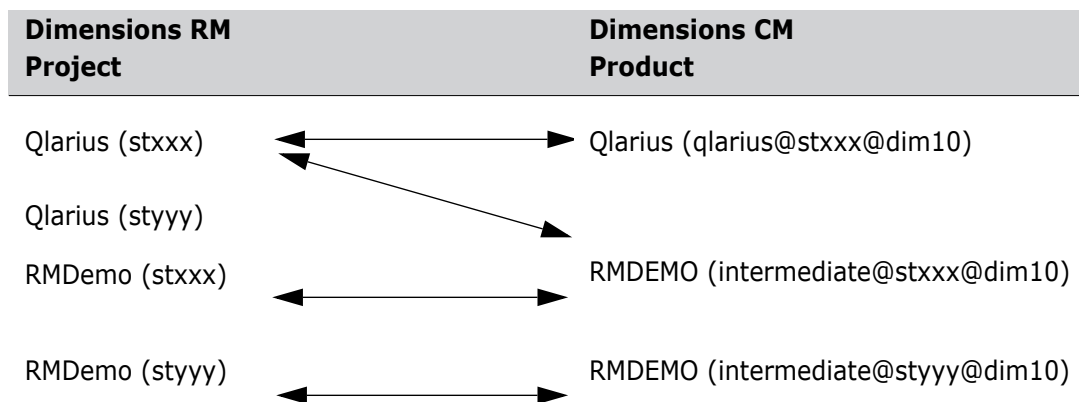 Dimensions RM
Project
Dimensions CM
Product
Qlarius (stxxx)
Qlarius (qlarius@stxxx@dim10)
Qlarius (styyy)
RMDemo (stxxx)
RMDEMO (intermediate@stxxx@dim10)
RMDemo (styyy)
RMDEMO (intermediate@styyy@dim10)